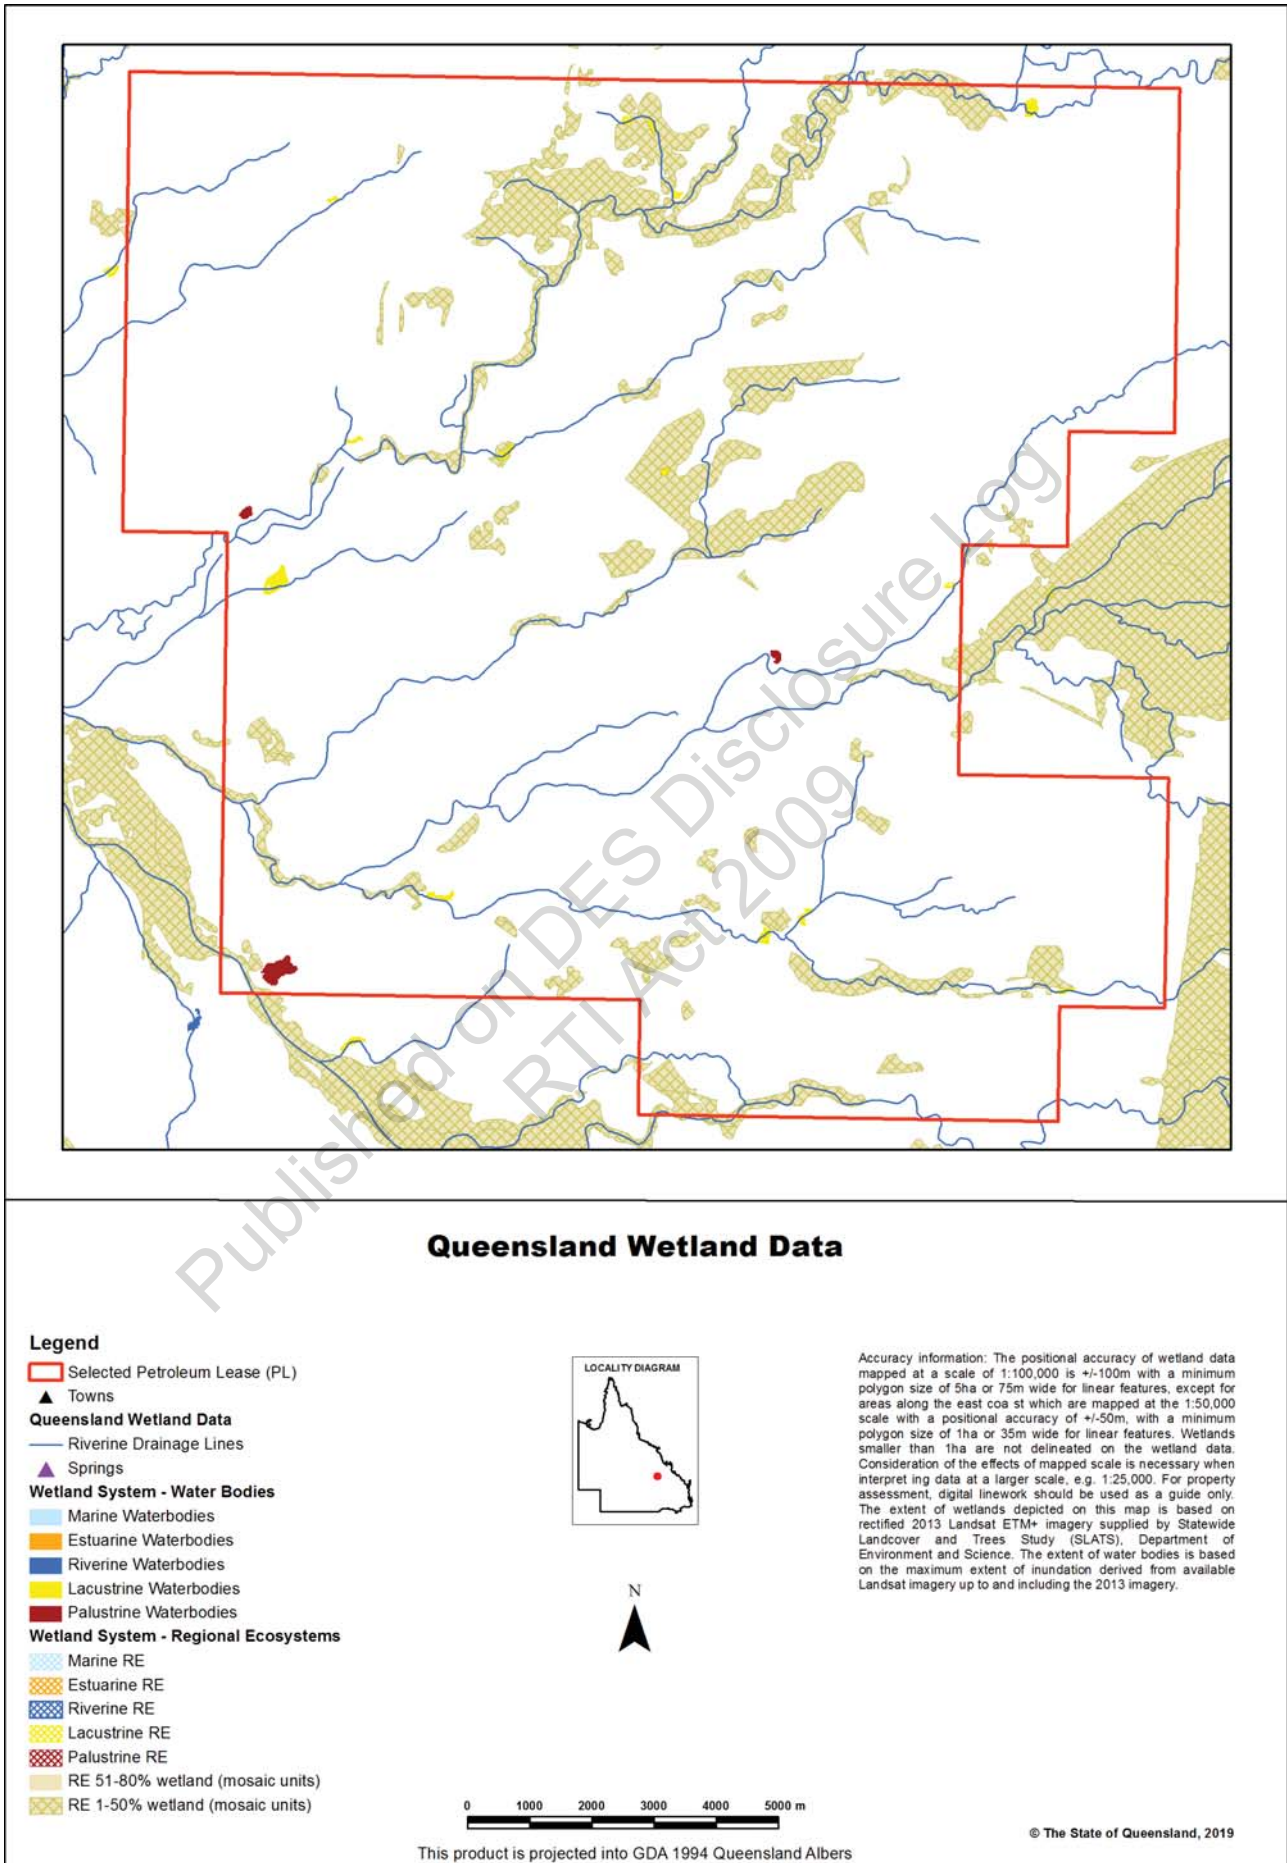 Published on DES Disclosure Log
RTI Act 2009
Queensland Wetland Data
Legend
Selected Petroleum Lease (PL)
Towns
Queensland Wetland Data
Riverine Drainage Lines
Springs
Wetland System - Water Bodies
Marine Waterbodies
Estuarine Waterbodies
Riverine Waterbodies
Lacustrine Waterbodies
Palustrine Waterbodies
Wetland System - Regional Ecosystems
Marine RE
Estuarine RE
Riverine RE
Lacustrine RE
Palustrine RE
RE 51-80% wetland (mosaic units)
RE 1-50% wetland (mosaic units)
LOCALITY DIAGRAM
N
0 1000 2000 3000 4000 5000 m
This product is projected into GDA 1994 Queensland Albers
Accuracy information: The positional accuracy of wetland data
mapped at a scale of 1:100,000 is +/-100m with a minimum
polygon size of 5ha or 75m wide for linear features, except for
areas along the east coa st which are mapped at the 1:50,000
scale with a positional accuracy of +/-50m, with a minimum
polygon size of 1ha or 35m wide for linear features. Wetlands
smaller than 1ha are not delineated on the wetland data.
Consideration of the effects of mapped scale is necessary when
interpret ing data at a larger scale, e.g. 1:25,000. For property
assessment, digital linework should be used as a guide only.
The extent of wetlands depicted on this map is based on
rectified 2013 Landsat ETM+ imagery supplied by Statewide
Landcover and Trees Study (SLATS), Department of
Environment and Science. The extent of water bodies is based
on the maximum extent of inundation derived from available
Landsat imagery up to and including the 2013 imagery.
© The State of Queensland, 2019